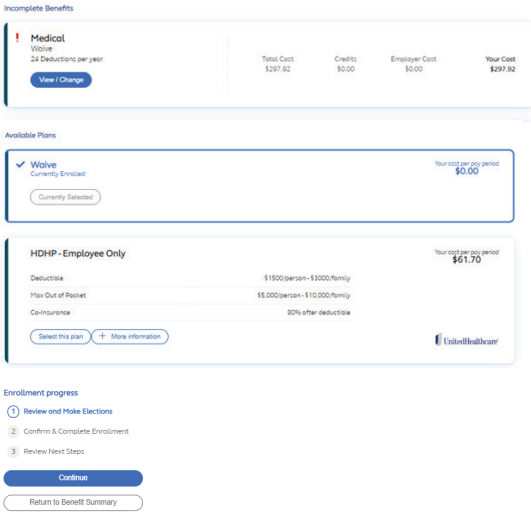 Incomplete Benefits
! Medical
Waive
24 Deductions per year
View / Change
Total Cost Credits Employer Cost Your Cost
$297.92 $0.00 $0.00 $297.92
Available Plans
Waive
Currently Enrolled
Currently Selected
Your cost per pay period
$0.00
HDHP - Employee Only
Your cost per pay period
$61.70
Deductible $1500/person - $3000/family
Max Out of Pocket $5,000/person - $10,000/family
Co-Insurance 80% after deductible
Select this plan + More information
UnitedHealthcare
Enrollment progress
1 Review and Make Elections
2 Confirm & Complete Enrollment
3 Review Next Steps
Continue
Return to Benefit Summary